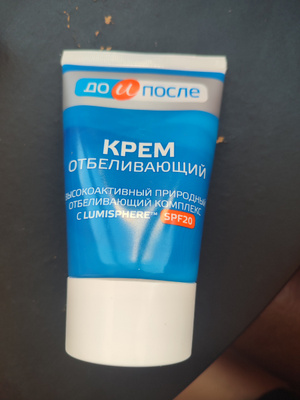 ДО и ПОСЛЕ
КРЕМ
ОТБЕЛИВАЮЩИЙ
ВЫСОКОАКТИВНЫЙ ПРИРОДНЫЙ
ОТБЕЛИВАЮЩИЙ КОМПЛЕКС
С LUMISPHERE™ SPF20